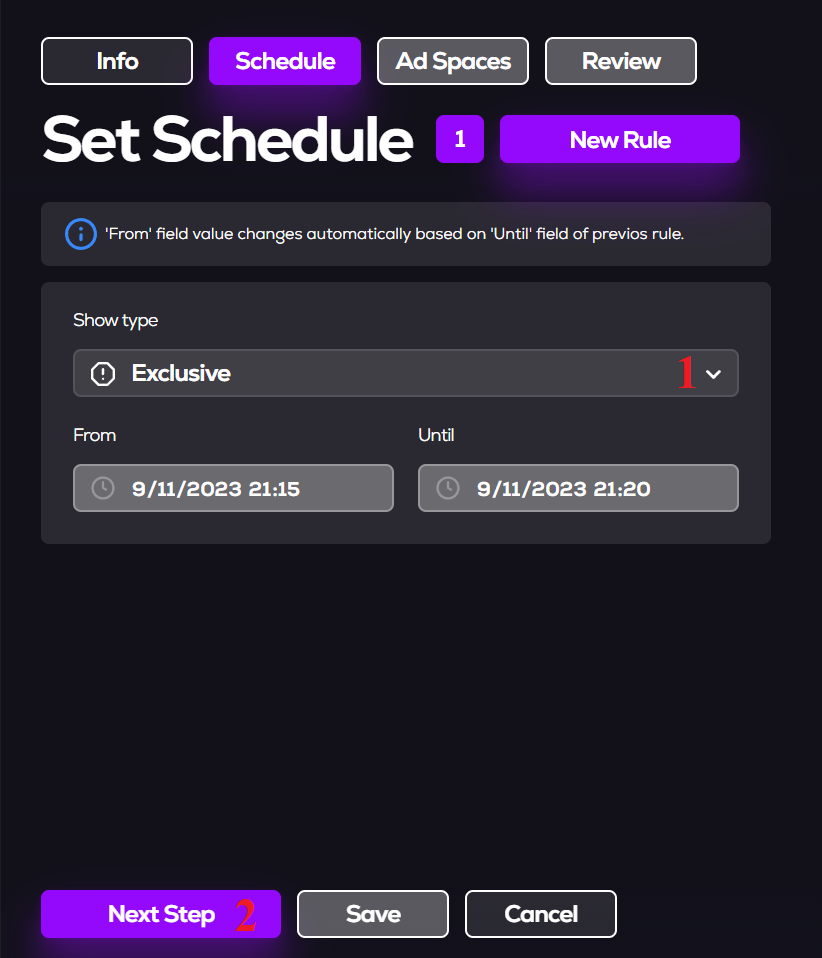 Info Schedule Ad Spaces Review
Set Schedule 1 New Rule
'From' field value changes automatically based on 'Until' field of previos rule.
Show type
Exclusive 1
From Until
9/11/2023 21:15 9/11/2023 21:20
Next Step 2 Save Cancel